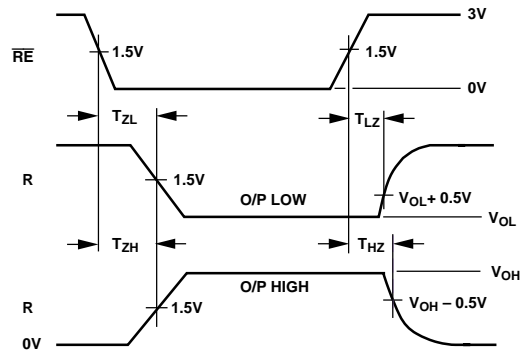 3V
RE
1.5V
1.5V
0V
TZL
TLZ
R
1.5V
O/P LOW
VOL+ 0.5V
VOL
TZH
THZ
VOH
R
1.5V
O/P HIGH
VOH – 0.5V
0V